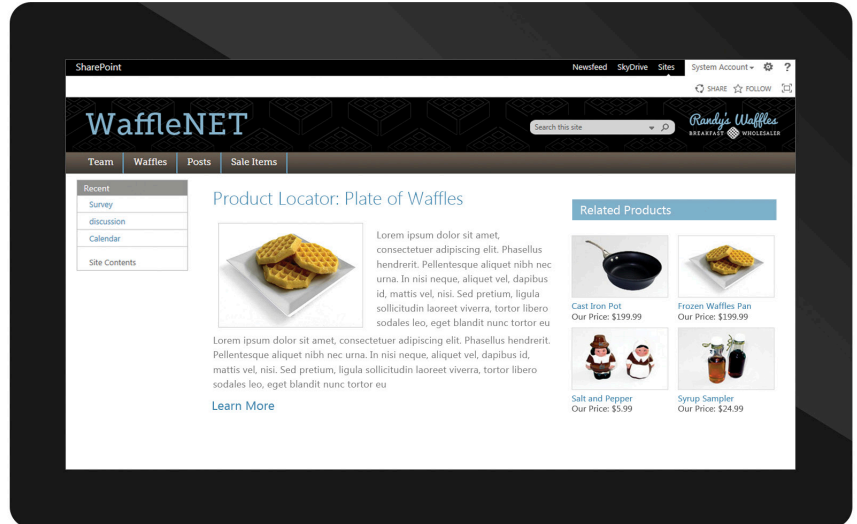 SharePoint
Newsfeed SkyDrive Sites System Account ?
SHARE FOLLOW
WaffleNET
Search this site
Randy's Waffles
BREAKFAST WHOLESALER
Team Waffles Posts Sale Items
Recent
Survey
discussion
Calendar
Site Contents
Product Locator: Plate of Waffles
Lorem ipsum dolor sit amet,
consectetuer adipiscing elit. Phasellus
hendrerit. Pellentesque aliquet nibh nec
urna. In nisi neque, aliquet vel, dapibus
id, mattis vel, nisi. Sed pretium, ligula
sollicitudin laoreet viverra, tortor libero
sodales leo, eget blandit nunc tortor eu
Lorem ipsum dolor sit amet, consectetuer adipiscing elit. Phasellus hendrerit.
Pellentesque aliquet nibh nec urna. In nisi neque, aliquet vel, dapibus id,
mattis vel, nisi. Sed pretium, ligula sollicitudin laoreet viverra, tortor libero
sodales leo, eget blandit nunc tortor eu
Learn More
Related Products
Cast Iron Pot
Our Price: $199.99
Frozen Waffles Pan
Our Price: $199.99
Salt and Pepper
Our Price: $5.99
Syrup Sampler
Our Price: $24.99